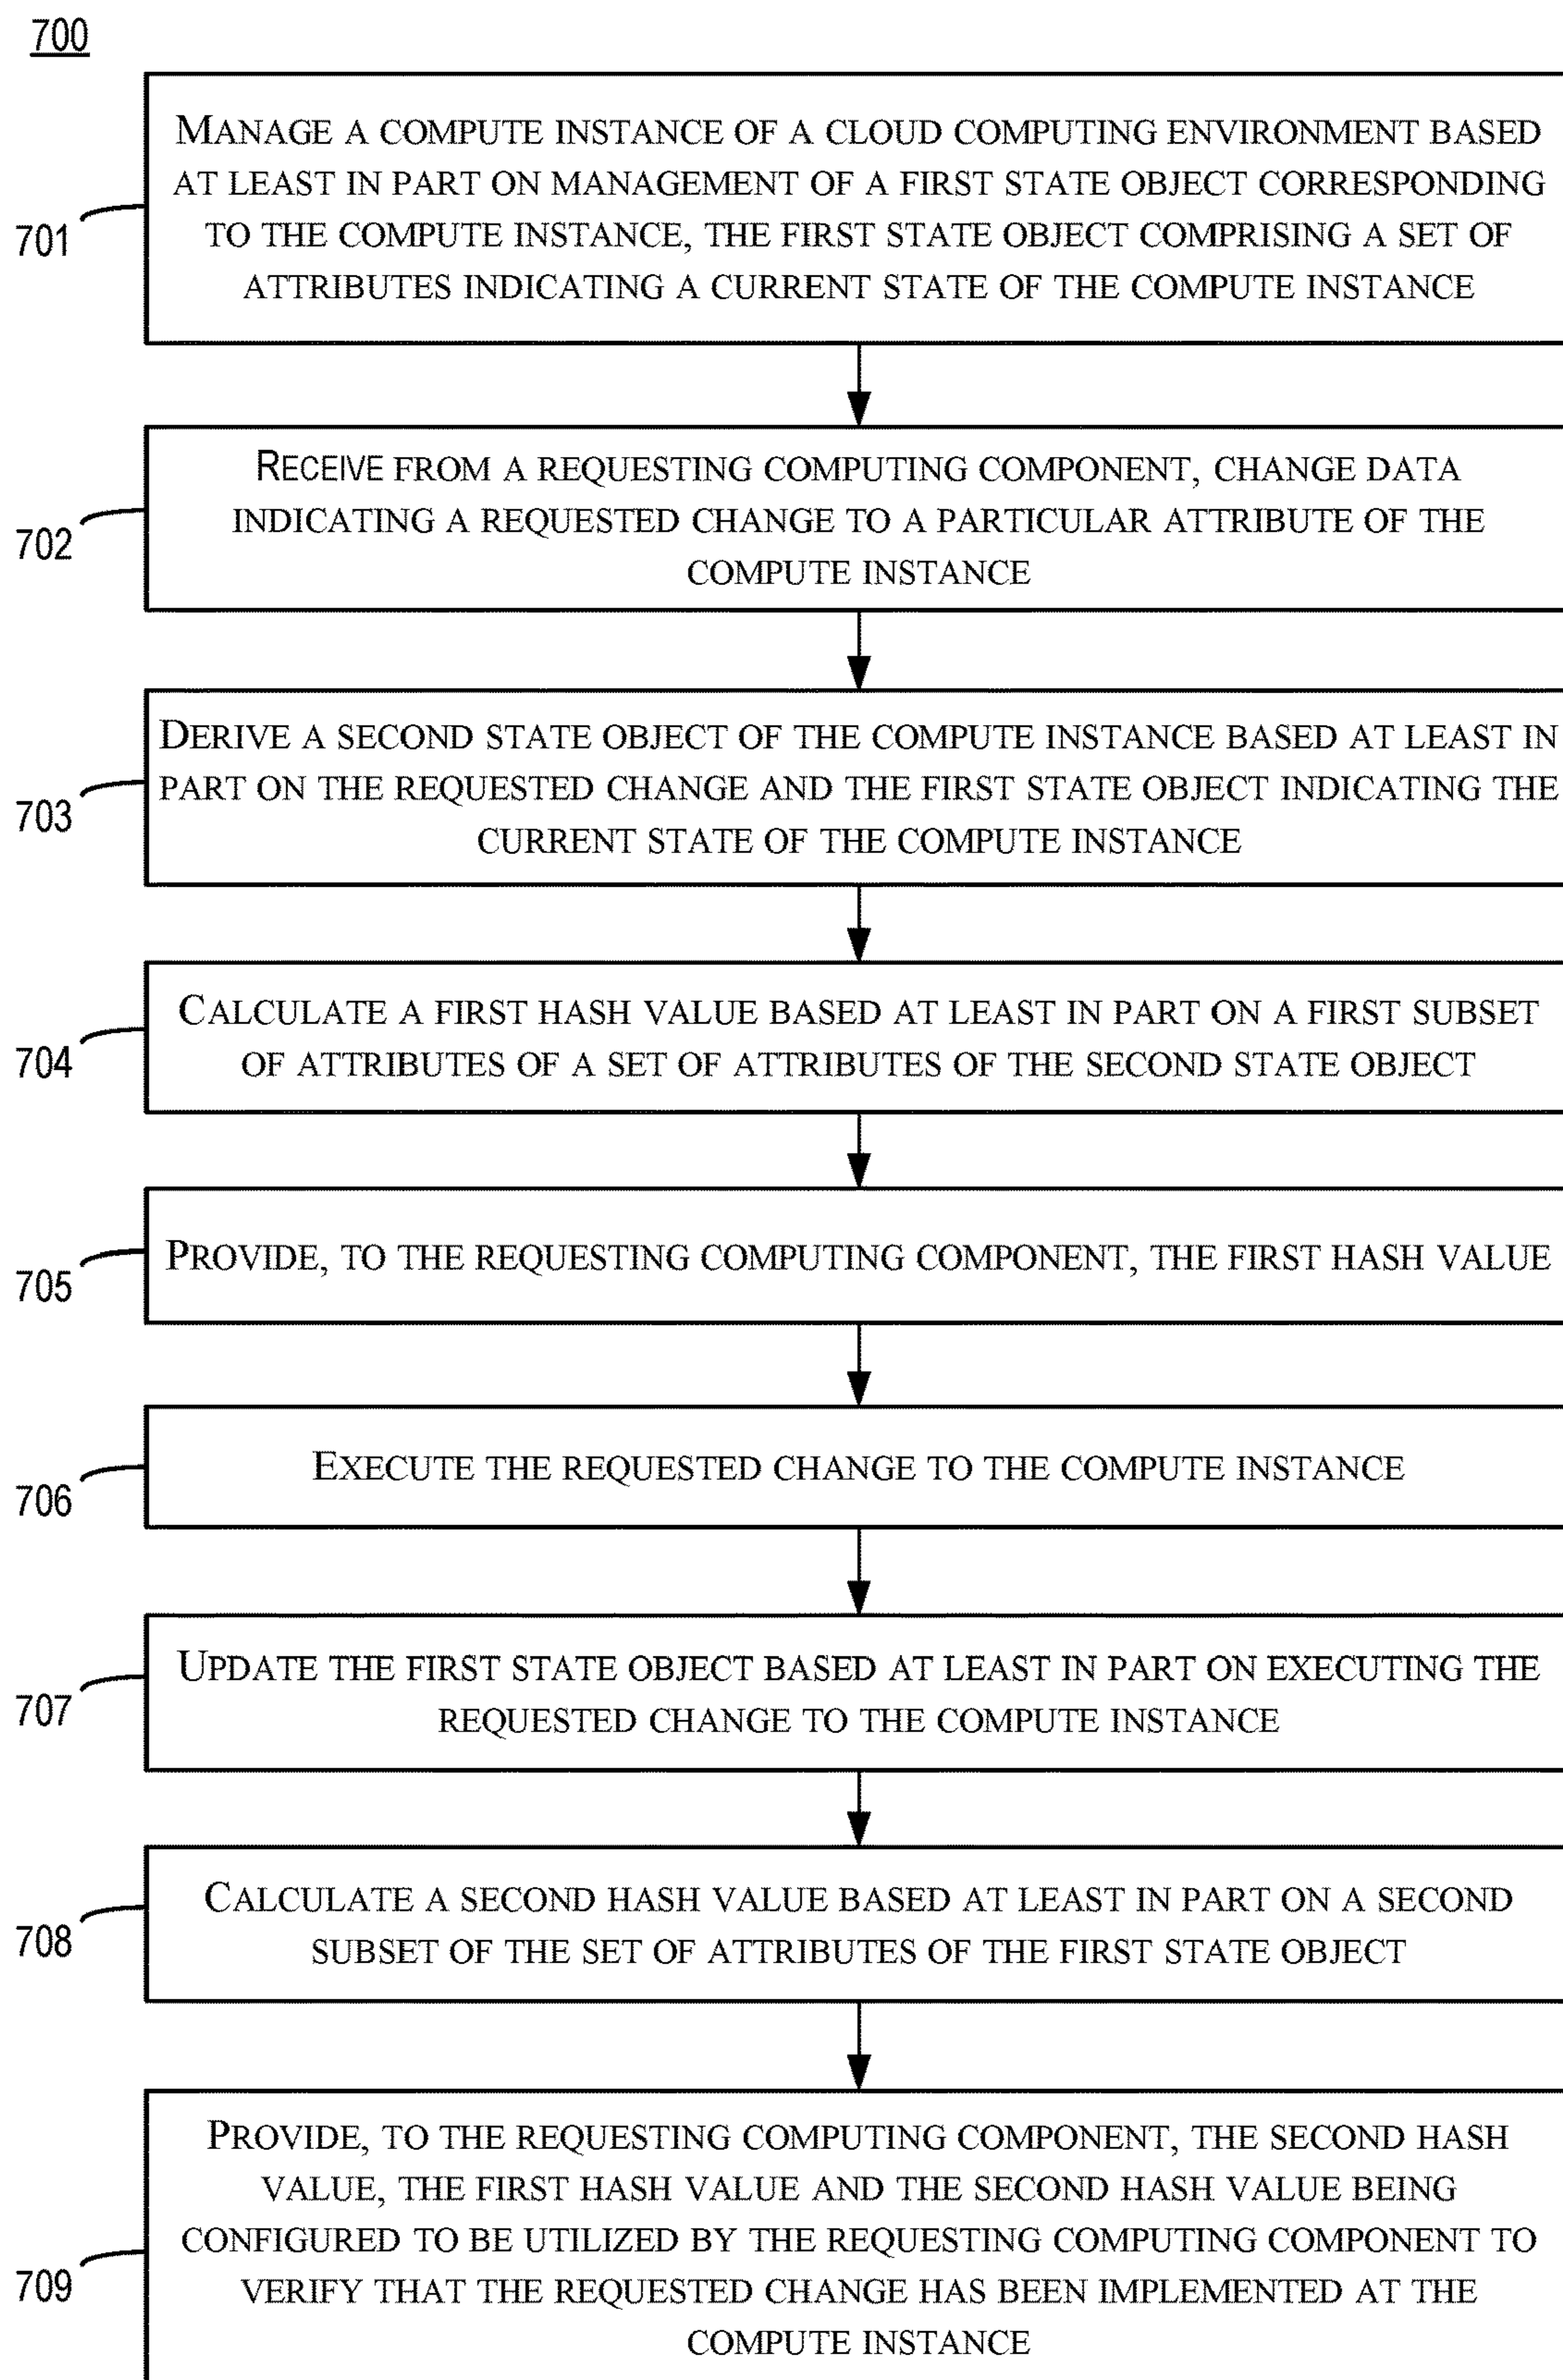 700
MANAGE A COMPUTE INSTANCE OF A CLOUD COMPUTING ENVIRONMENT BASED
AT LEAST IN PART ON MANAGEMENT OF A FIRST STATE OBJECT CORRESPONDING
TO THE COMPUTE INSTANCE, THE FIRST STATE OBJECT COMPRISING A SET OF
ATTRIBUTES INDICATING A CURRENT STATE OF THE COMPUTE INSTANCE
701
RECEIVE FROM A REQUESTING COMPUTING COMPONENT, CHANGE DATA
INDICATING A REQUESTED CHANGE TO A PARTICULAR ATTRIBUTE OF THE
COMPUTE INSTANCE
702
DERIVE A SECOND STATE OBJECT OF THE COMPUTE INSTANCE BASED AT LEAST IN
PART ON THE REQUESTED CHANGE AND THE FIRST STATE OBJECT INDICATING THE
CURRENT STATE OF THE COMPUTE INSTANCE
703
CALCULATE A FIRST HASH VALUE BASED AT LEAST IN PART ON A FIRST SUBSET
OF ATTRIBUTES OF A SET OF ATTRIBUTES OF THE SECOND STATE OBJECT
704
PROVIDE, TO THE REQUESTING COMPUTING COMPONENT, THE FIRST HASH VALUE
705
EXECUTE THE REQUESTED CHANGE TO THE COMPUTE INSTANCE
706
UPDATE THE FIRST STATE OBJECT BASED AT LEAST IN PART ON EXECUTING THE
REQUESTED CHANGE TO THE COMPUTE INSTANCE
707
CALCULATE A SECOND HASH VALUE BASED AT LEAST IN PART ON A SECOND
SUBSET OF THE SET OF ATTRIBUTES OF THE FIRST STATE OBJECT
708
PROVIDE, TO THE REQUESTING COMPUTING COMPONENT, THE SECOND HASH
VALUE, THE FIRST HASH VALUE AND THE SECOND HASH VALUE BEING
CONFIGURED TO BE UTILIZED BY THE REQUESTING COMPUTING COMPONENT TO
VERIFY THAT THE REQUESTED CHANGE HAS BEEN IMPLEMENTED AT THE
COMPUTE INSTANCE
709